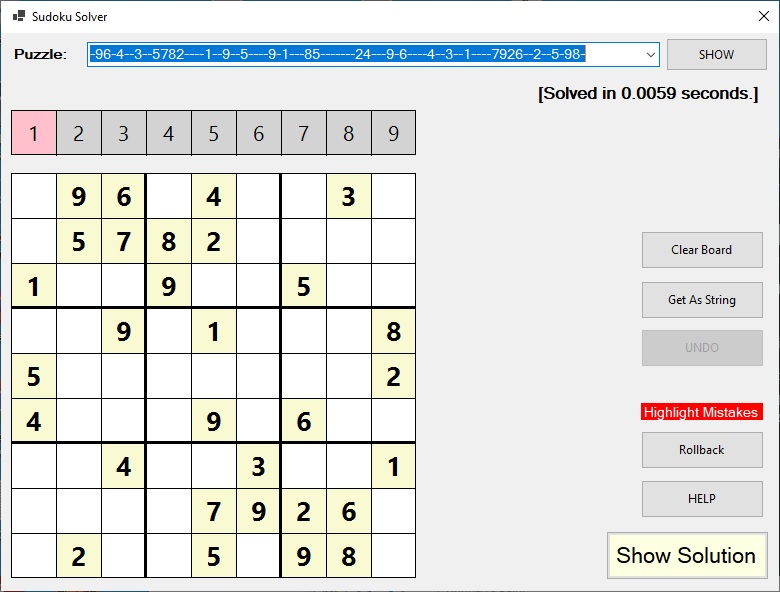 Sudoku Solver
Puzzle: -96-4--3--5782----1--9--5----9-1---85-------24---9-6----4--3--1----7926--2--5-98- SHOW
[Solved in 0.0059 seconds.]
1 2 3 4 5 6 7 8 9
9 6 4 3
5 7 8 2
1 9 5
9 1 8
5 2
4 9 6
4 3 1
7 9 2 6
2 5 9 8
Clear Board
Get As String
UNDO
Highlight Mistakes
Rollback
HELP
Show Solution